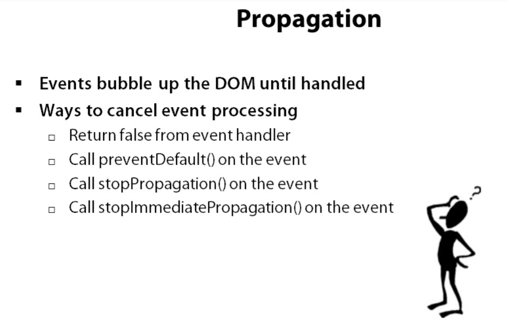 Propagation
Events bubble up the DOM until handled
Ways to cancel event processing
Return false from event handler
Call preventDefault() on the event
Call stopPropagation() on the event
Call stopImmediatePropagation() on the event
?